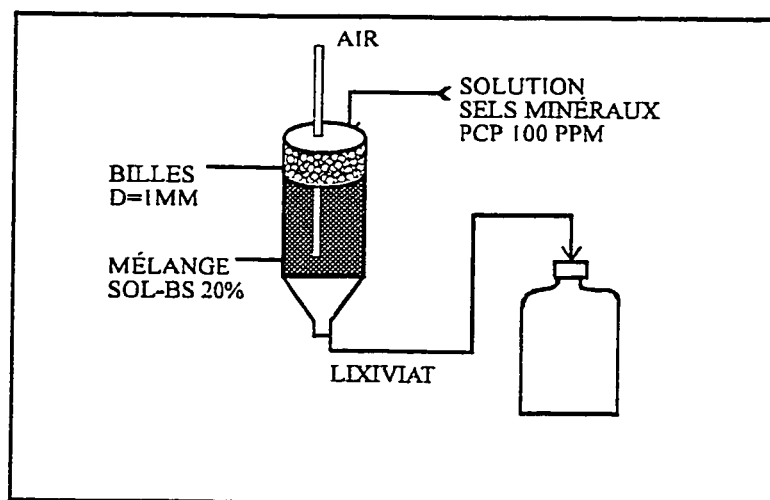 AIR
SOLUTION
SELS MINÉRAUX
PCP 100 PPM
BILLES
D=1MM
MÉLANGE
SOL-BS 20%
LIXIVIAT